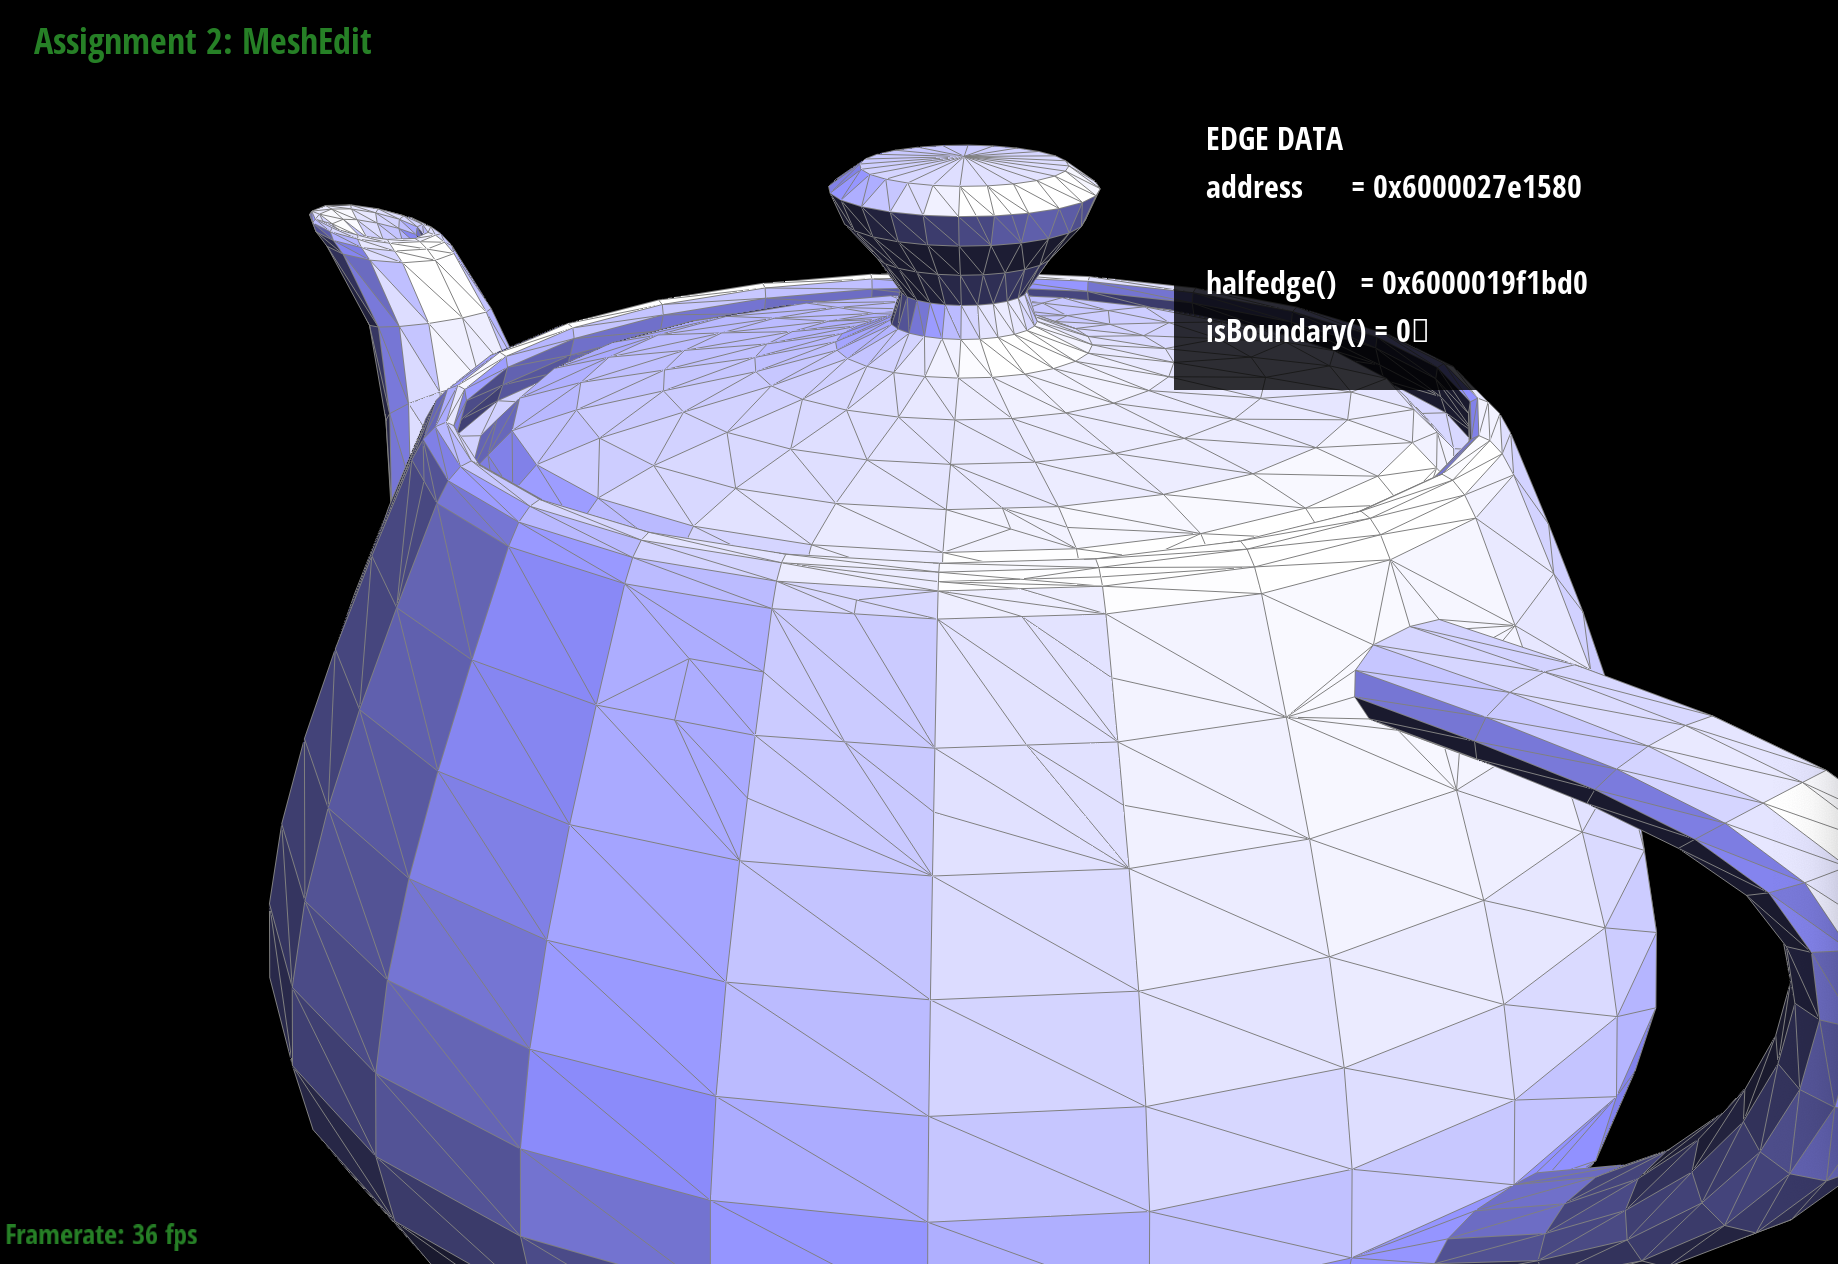 Assignment 2: MeshEdit
EDGE DATA
address = 0x6000027e1580
halfedge() = 0x6000019f1bd0
isBoundary() = 0
Framerate: 36 fps